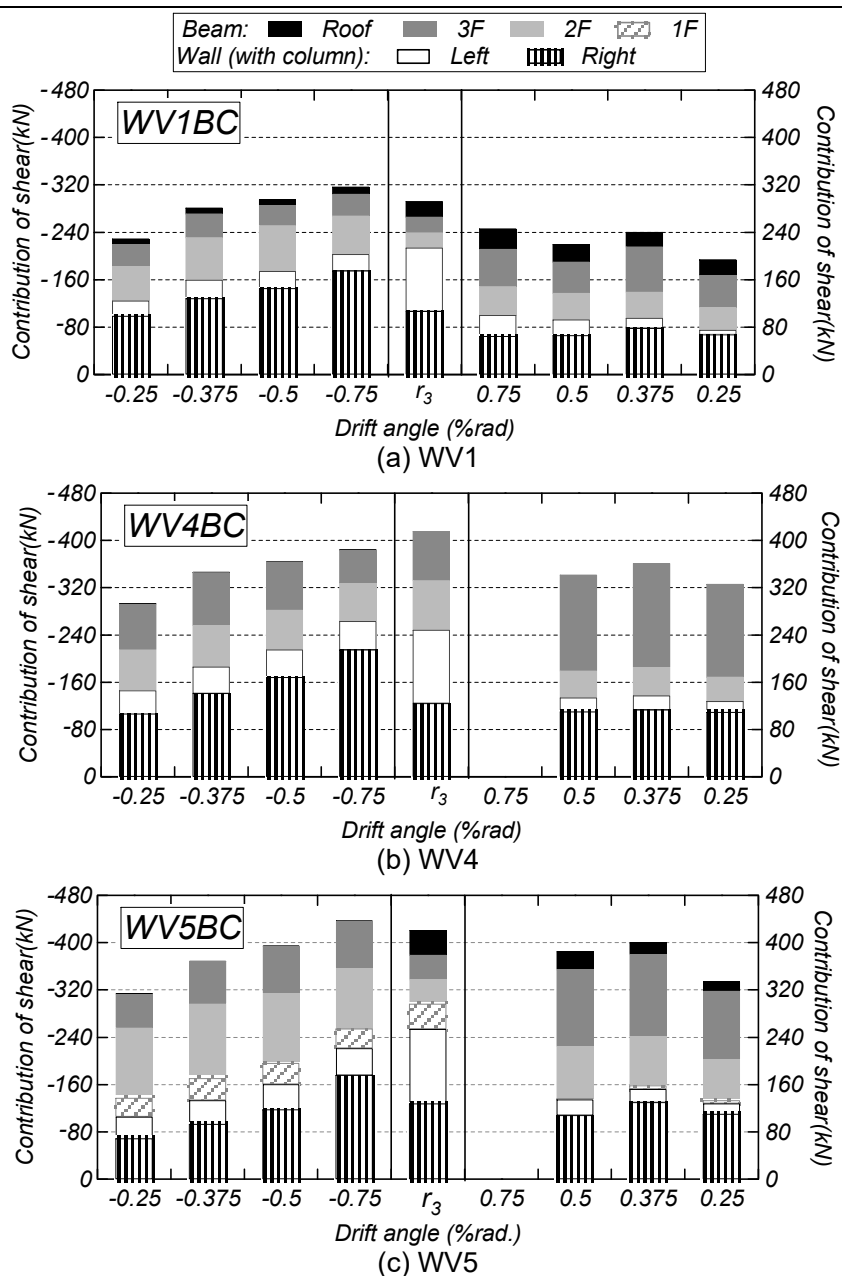 Beam: Roof 3F 2F 1F
Wall (with column): Left Right
Contribution of shear(kN)
-480
-400
-320
-240
-160
-80
0
WV1BC
480
400
320
240
160
80
0
Contribution of shear(kN)
-0.25 -0.375 -0.5 -0.75 r3 0.75 0.5 0.375 0.25
Drift angle (%rad)
(a) WV1
Contribution of shear(kN)
-480
-400
-320
-240
-160
-80
0
WV4BC
480
400
320
240
160
80
0
Contribution of shear(kN)
-0.25 -0.375 -0.5 -0.75 r3 0.75 0.5 0.375 0.25
Drift angle (%rad)
(b) WV4
Contribution of shear(kN)
-480
-400
-320
-240
-160
-80
0
WV5BC
480
400
320
240
160
80
0
Contribution of shear(kN)
-0.25 -0.375 -0.5 -0.75 r3 0.75 0.5 0.375 0.25
Drift angle (%rad.)
(c) WV5